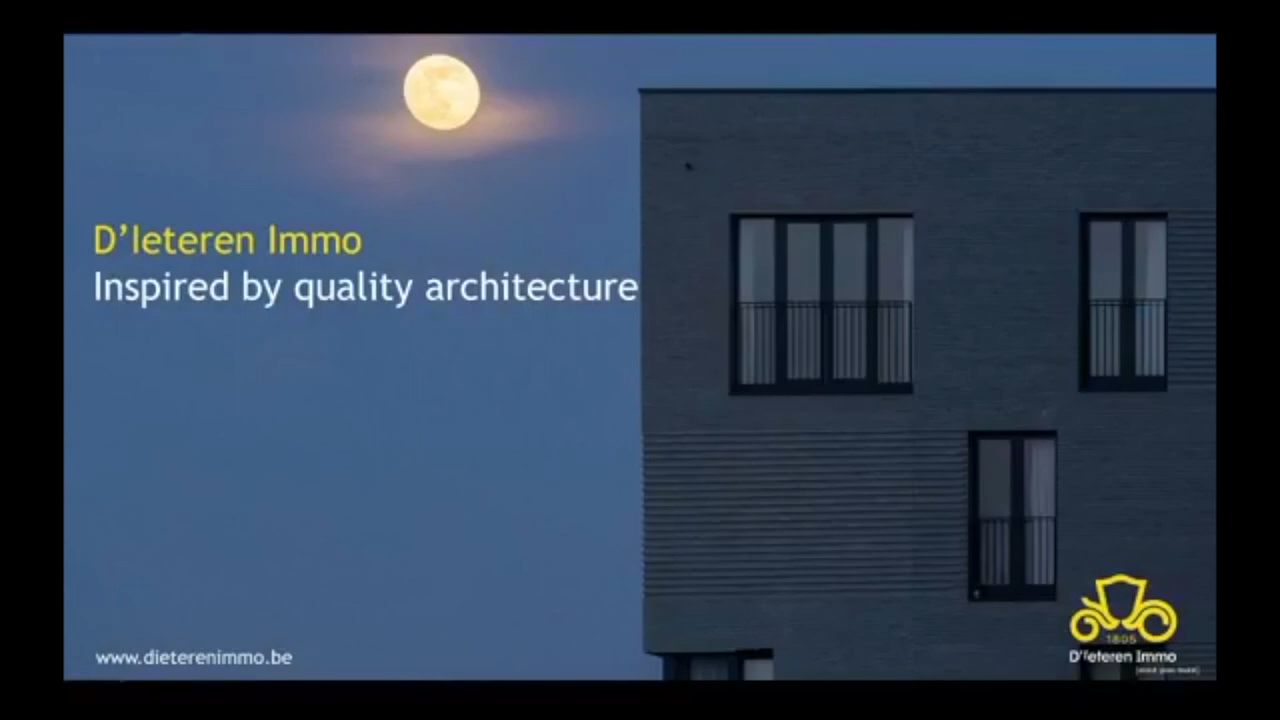 D'Ieteren Immo
Inspired by quality architecture
www.dieterenimmo.be
1805
D'Ieteren Immo